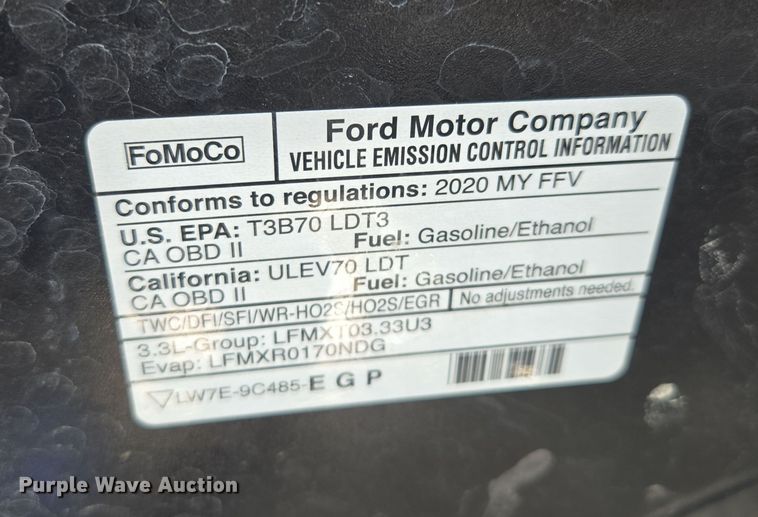 FoMoCo
Ford Motor Company
VEHICLE EMISSION CONTROL INFORMATION
Conforms to regulations: 2020 MY FFV
U.S. EPA: T3B70 LDT3
CA OBD II Fuel: Gasoline/Ethanol
California: ULEV70 LDT
CA OBD II Fuel: Gasoline/Ethanol
TWC/DFI/SFI/WR-HO2S/HO2S/EGR No adjustments needed.
3.3L-Group: LFMXT03.33U3
Evap: LFMXR0170NDG
LW7E-9C485-EGP
Purple Wave Auction